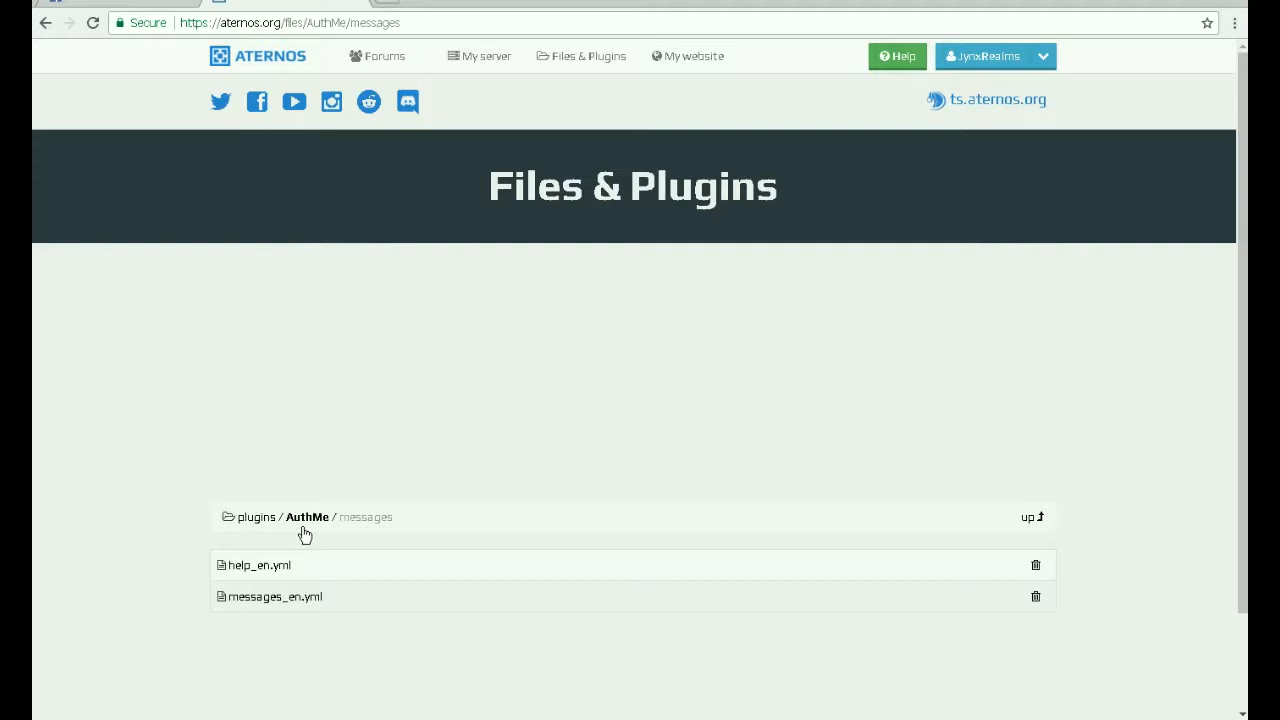 Secure https://aternos.org/files/AuthMe/messages
ATERNOS Forums My server Files & Plugins My website Help JynxRealms
ts.aternos.org
Files & Plugins
plugins / AuthMe / messages up
help_en.yml
messages_en.yml